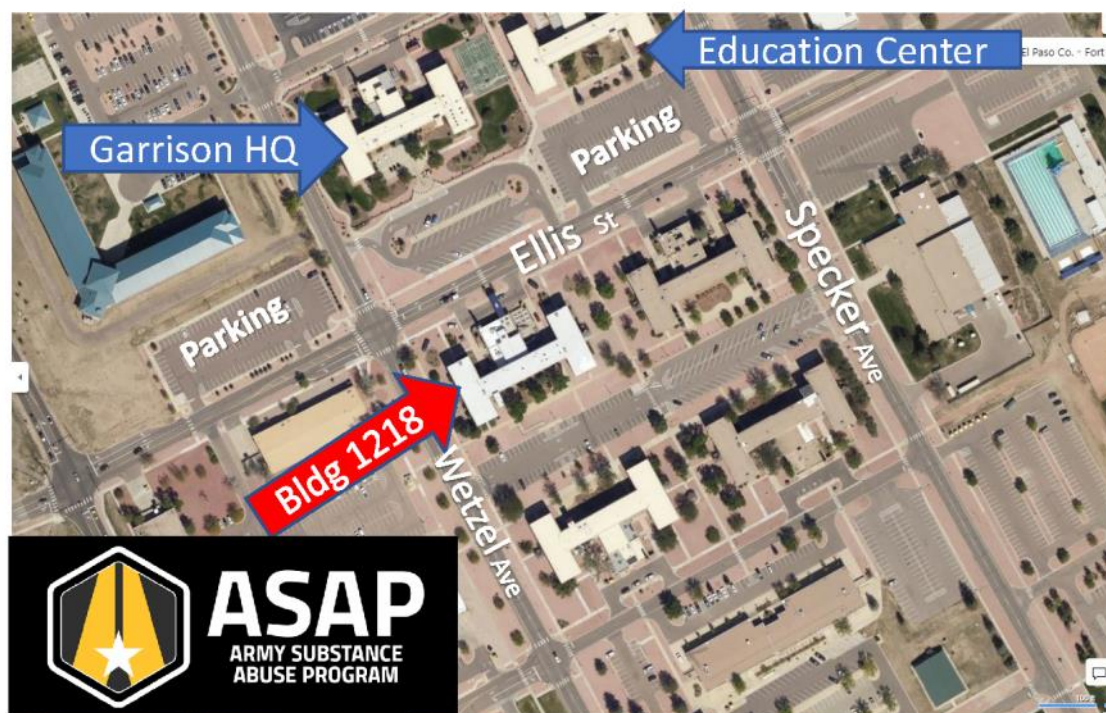 Education Center
El Paso Co. - Fort
Garrison HQ
Parking
Ellis St
Specker Ave
Parking
Bldg 1218
Wetzel Ave
ASAP
ARMY SUBSTANCE
ABUSE PROGRAM